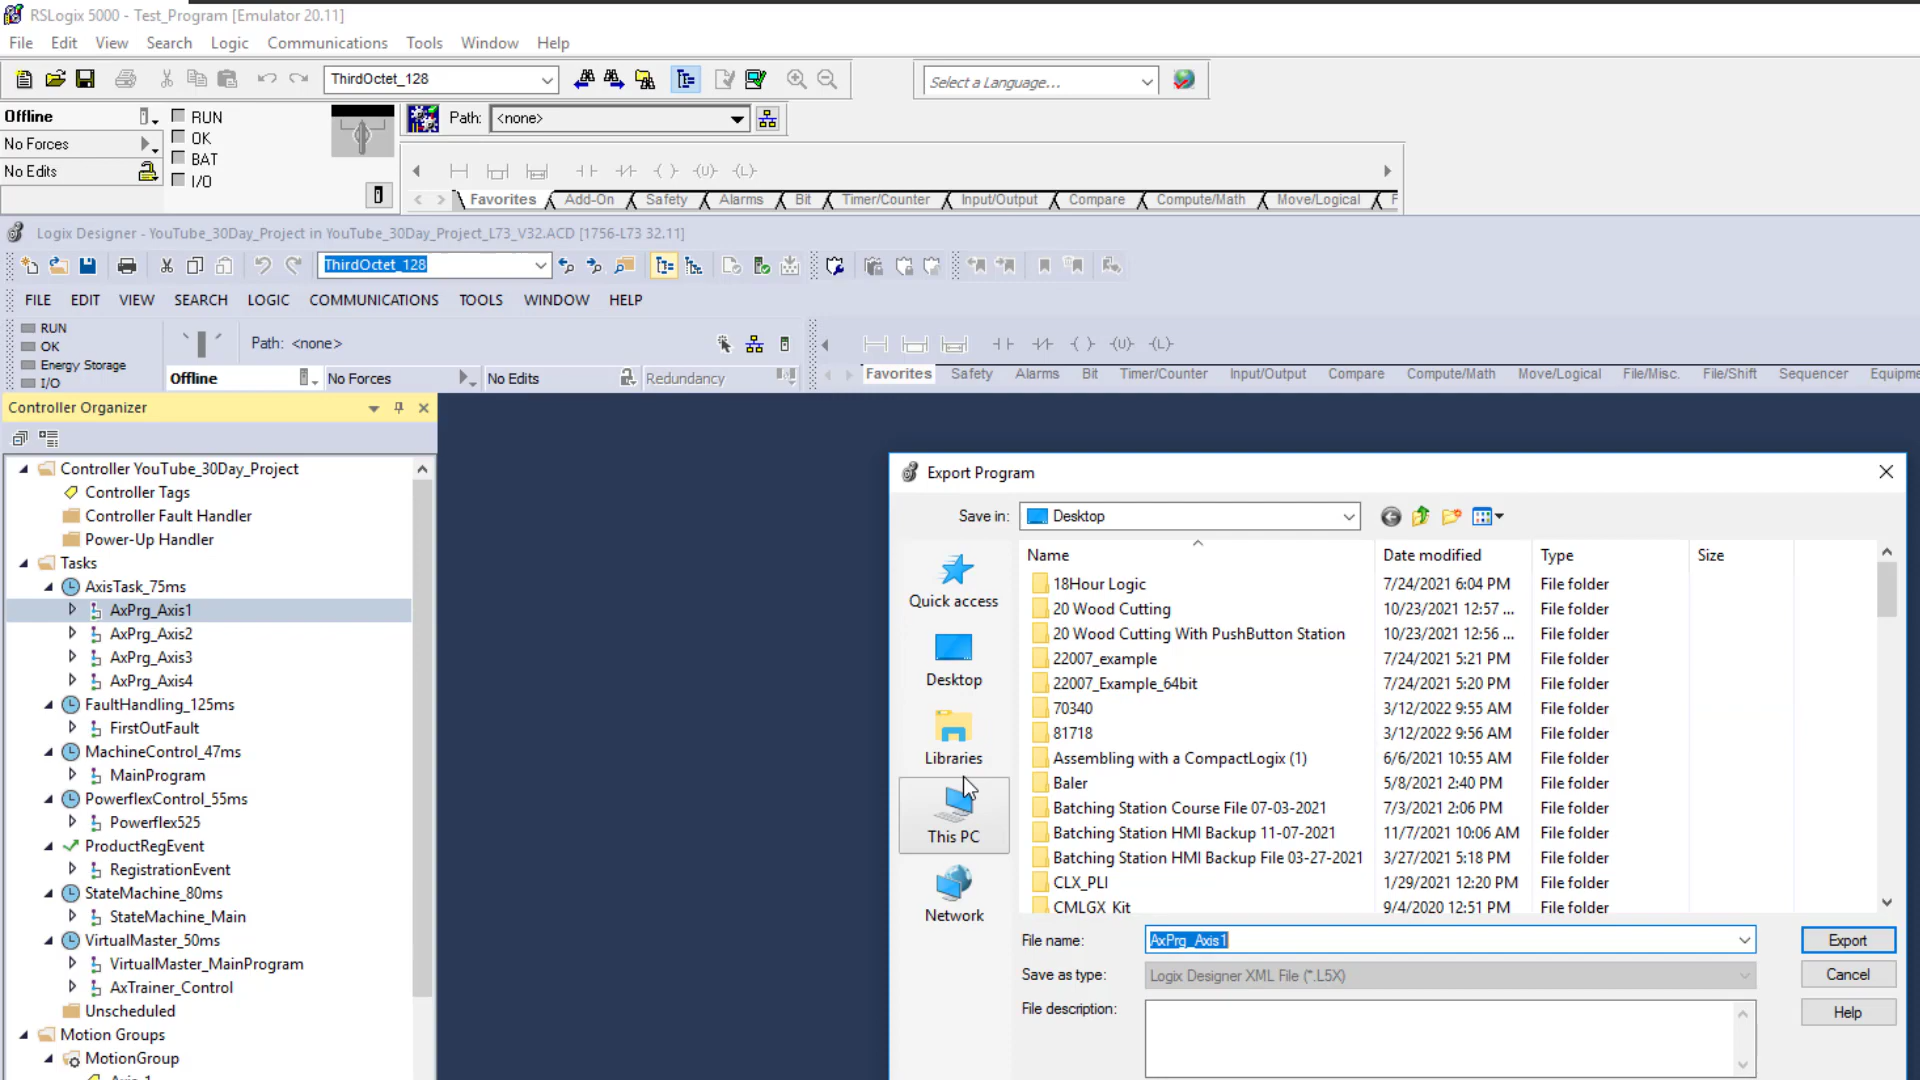 RSLogix 5000 - Test_Program [Emulator 20.11]
File Edit View Search Logic Communications Tools Window Help
ThirdOctet_128
Select a Language...
Offline
RUN
Path: <none>
No Forces
OK
BAT
No Edits
I/O
Favorites Add-On Safety Alarms Bit Timer/Counter Input/Output Compare Compute/Math Move/Logical F
Logix Designer - YouTube_30Day_Project in YouTube_30Day_Project_L73_V32.ACD [1756-L73 32.11]
ThirdOctet_128
FILE EDIT VIEW SEARCH LOGIC COMMUNICATIONS TOOLS WINDOW HELP
RUN
OK
Path: <none>
Energy Storage
I/O
Offline No Forces No Edits Redundancy
Favorites Safety Alarms Bit Timer/Counter Input/Output Compare Compute/Math Move/Logical File/Misc. File/Shift Sequencer Equipme
Controller Organizer
Controller YouTube_30Day_Project
Controller Tags
Controller Fault Handler
Power-Up Handler
Tasks
AxisTask_75ms
AxPrg_Axis1
AxPrg_Axis2
AxPrg_Axis3
AxPrg_Axis4
FaultHandling_125ms
FirstOutFault
MachineControl_47ms
MainProgram
PowerflexControl_55ms
Powerflex525
ProductRegEvent
RegistrationEvent
StateMachine_80ms
StateMachine_Main
VirtualMaster_50ms
VirtualMaster_MainProgram
AxTrainer_Control
Unscheduled
Motion Groups
MotionGroup
Export Program
Save in: Desktop
Quick access
Desktop
Libraries
This PC
Network
Name Date modified Type Size
18Hour Logic 7/24/2021 6:04 PM File folder
20 Wood Cutting 10/23/2021 12:57 ... File folder
20 Wood Cutting With PushButton Station 10/23/2021 12:56 ... File folder
22007_example 7/24/2021 5:21 PM File folder
22007_Example_64bit 7/24/2021 5:20 PM File folder
70340 3/12/2022 9:55 AM File folder
81718 3/12/2022 9:56 AM File folder
Assembling with a CompactLogix (1) 6/6/2021 10:55 AM File folder
Baler 5/8/2021 2:40 PM File folder
Batching Station Course File 07-03-2021 7/3/2021 2:06 PM File folder
Batching Station HMI Backup 11-07-2021 11/7/2021 10:06 AM File folder
Batching Station HMI Backup File 03-27-2021 3/27/2021 5:18 PM File folder
CLX_PLI 1/29/2021 12:20 PM File folder
CMLGX_Kit 9/4/2020 12:51 PM File folder
File name: AxPrg_Axis1 Export
Save as type: Logix Designer XML File (*.L5X) Cancel
File description: Help